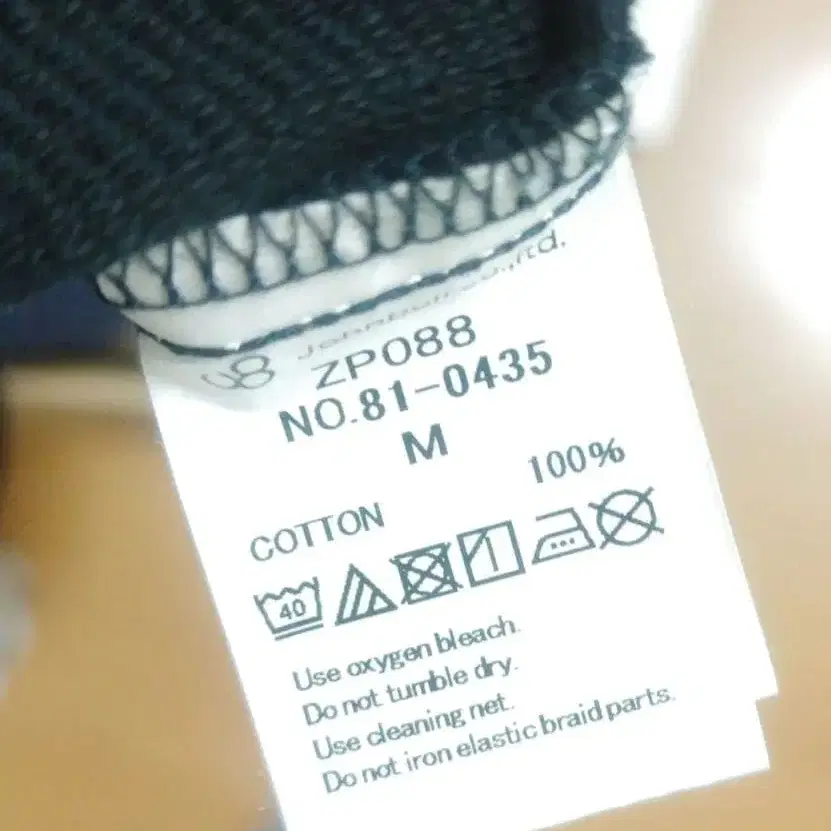 Ltd.
ZP088
NO.81-0435
M
COTTON 100%
40
Use oxygen bleach.
Do not tumble dry.
Use cleaning net.
Do not iron elastic braid parts.